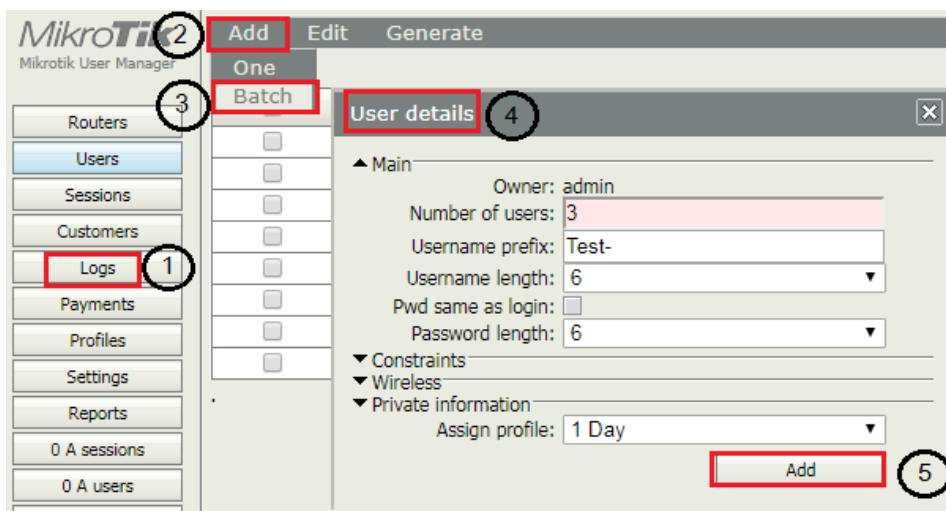 MikroTik
Mikrotik User Manager
2
Add Edit Generate
One
3
Batch
User details
4
Routers
Users
Sessions
Customers
Logs
1
Payments
Profiles
Settings
Reports
0 A sessions
0 A users
Main
Owner: admin
Number of users: 3
Username prefix: Test-
Username length: 6
Pwd same as login:
Password length: 6
Constraints
Wireless
Private information
Assign profile: 1 Day
Add
5